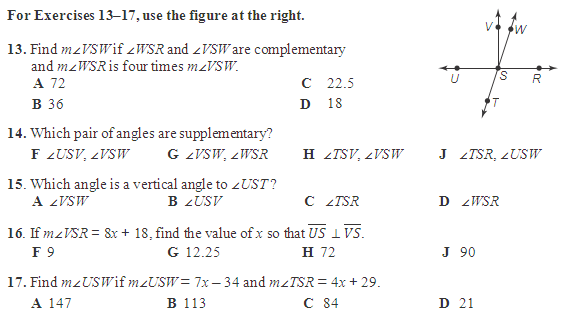 For Exercises 13–17, use the figure at the right.
13. Find m∠VSW if ∠WSR and ∠VSW are complementary
and m∠WSR is four times m∠VSW.
A 72 C 22.5
B 36 D 18
V W
U S R
T
14. Which pair of angles are supplementary?
F ∠USV, ∠VSW G ∠VSW, ∠WSR H ∠TSV, ∠VSW J ∠TSR, ∠USW
15. Which angle is a vertical angle to ∠UST?
A ∠VSW B ∠USV C ∠TSR D ∠WSR
16. If m∠VSR = 8x + 18, find the value of x so that U̅S̅ ⊥ V̅S̅.
F 9 G 12.25 H 72 J 90
17. Find m∠USW if m∠USW = 7x – 34 and m∠TSR = 4x + 29.
A 147 B 113 C 84 D 21